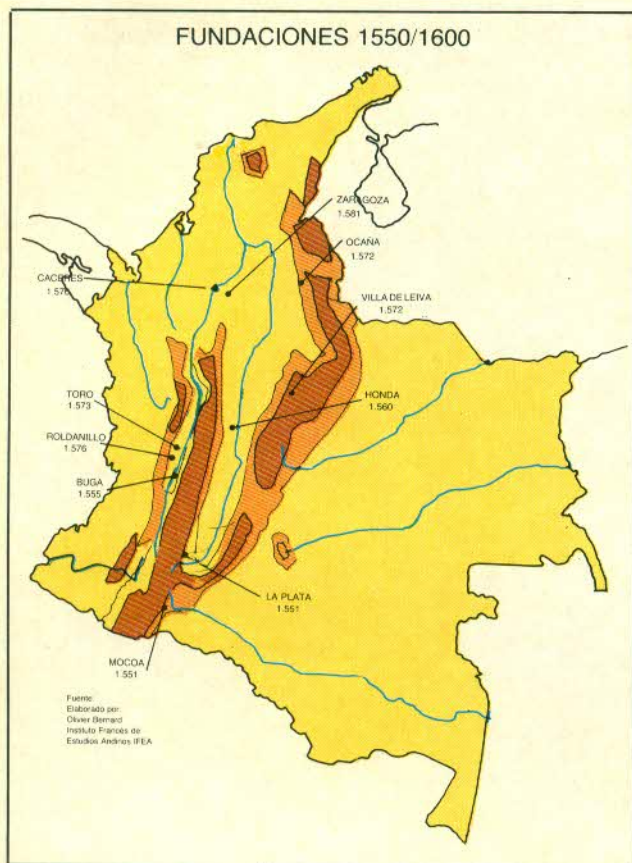 FUNDACIONES 1550/1600
ZARAGOZA
1.581
OCAÑA
1.572
CACERES
1.576
VILLA DE LEIVA
1.572
TORO
1.573
HONDA
1.560
ROLDANILLO
1.576
BUGA
1.555
LA PLATA
1.551
MOCOA
1.551
Fuente:
Elaborado por:
Olivier Bernard
Instituto Francés de
Estudios Andinos IFEA